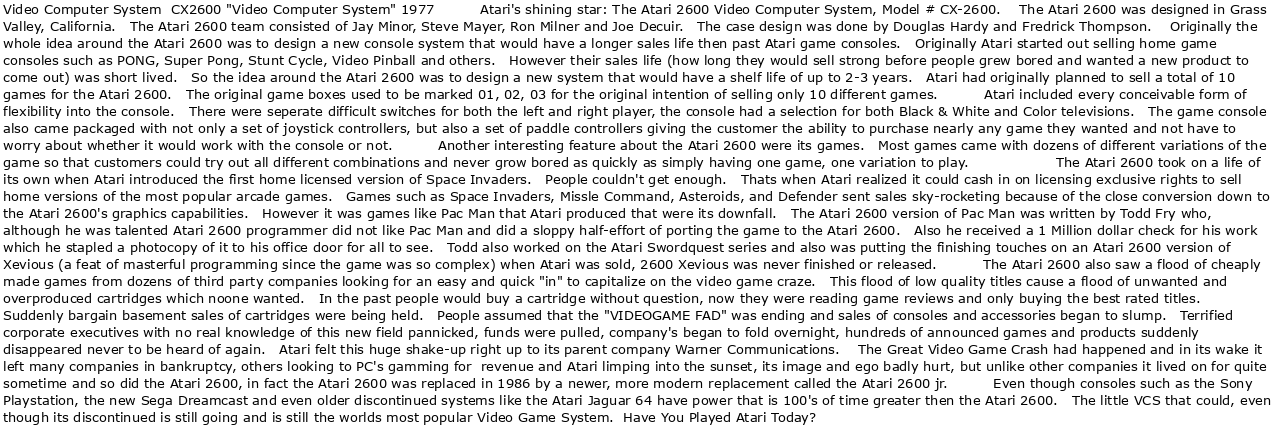 Video Computer System  CX2600 "Video Computer System" 1977          Atari's shining star: The Atari 2600 Video Computer System, Model # CX-2600.    The Atari 2600 was designed in Grass
Valley, California.   The Atari 2600 team consisted of Jay Minor, Steve Mayer, Ron Milner and Joe Decuir.   The case design was done by Douglas Hardy and Fredrick Thompson.    Originally the
whole idea around the Atari 2600 was to design a new console system that would have a longer sales life then past Atari game consoles.   Originally Atari started out selling home game
consoles such as PONG, Super Pong, Stunt Cycle, Video Pinball and others.   However their sales life (how long they would sell strong before people grew bored and wanted a new product to
come out) was short lived.   So the idea around the Atari 2600 was to design a new system that would have a shelf life of up to 2-3 years.   Atari had originally planned to sell a total of 10
games for the Atari 2600.   The original game boxes used to be marked 01, 02, 03 for the original intention of selling only 10 different games.          Atari included every conceivable form of
flexibility into the console.   There were seperate difficult switches for both the left and right player, the console had a selection for both Black & White and Color televisions.   The game console
also came packaged with not only a set of joystick controllers, but also a set of paddle controllers giving the customer the ability to purchase nearly any game they wanted and not have to
worry about whether it would work with the console or not.          Another interesting feature about the Atari 2600 were its games.   Most games came with dozens of different variations of the
game so that customers could try out all different combinations and never grow bored as quickly as simply having one game, one variation to play.                   The Atari 2600 took on a life of
its own when Atari introduced the first home licensed version of Space Invaders.   People couldn't get enough.   Thats when Atari realized it could cash in on licensing exclusive rights to sell
home versions of the most popular arcade games.   Games such as Space Invaders, Missle Command, Asteroids, and Defender sent sales sky-rocketing because of the close conversion down to
the Atari 2600's graphics capabilities.   However it was games like Pac Man that Atari produced that were its downfall.   The Atari 2600 version of Pac Man was written by Todd Fry who,
although he was talented Atari 2600 programmer did not like Pac Man and did a sloppy half-effort of porting the game to the Atari 2600.   Also he received a 1 Million dollar check for his work
which he stapled a photocopy of it to his office door for all to see.   Todd also worked on the Atari Swordquest series and also was putting the finishing touches on an Atari 2600 version of
Xevious (a feat of masterful programming since the game was so complex) when Atari was sold, 2600 Xevious was never finished or released.          The Atari 2600 also saw a flood of cheaply
made games from dozens of third party companies looking for an easy and quick "in" to capitalize on the video game craze.   This flood of low quality titles cause a flood of unwanted and
overproduced cartridges which noone wanted.   In the past people would buy a cartridge without question, now they were reading game reviews and only buying the best rated titles.
Suddenly bargain basement sales of cartridges were being held.   People assumed that the "VIDEOGAME FAD" was ending and sales of consoles and accessories began to slump.   Terrified
corporate executives with no real knowledge of this new field pannicked, funds were pulled, company's began to fold overnight, hundreds of announced games and products suddenly
disappeared never to be heard of again.   Atari felt this huge shake-up right up to its parent company Warner Communications.    The Great Video Game Crash had happened and in its wake it
left many companies in bankruptcy, others looking to PC's gamming for  revenue and Atari limping into the sunset, its image and ego badly hurt, but unlike other companies it lived on for quite
sometime and so did the Atari 2600, in fact the Atari 2600 was replaced in 1986 by a newer, more modern replacement called the Atari 2600 jr.          Even though consoles such as the Sony
Playstation, the new Sega Dreamcast and even older discontinued systems like the Atari Jaguar 64 have power that is 100's of time greater then the Atari 2600.   The little VCS that could, even
though its discontinued is still going and is still the worlds most popular Video Game System.  Have You Played Atari Today?